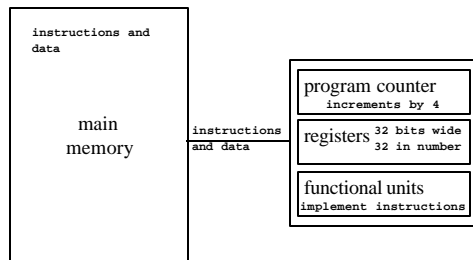 instructions and
data
main
memory
instructions
and data
program counter
increments by 4
registers 32 bits wide
32 in number
functional units
implement instructions